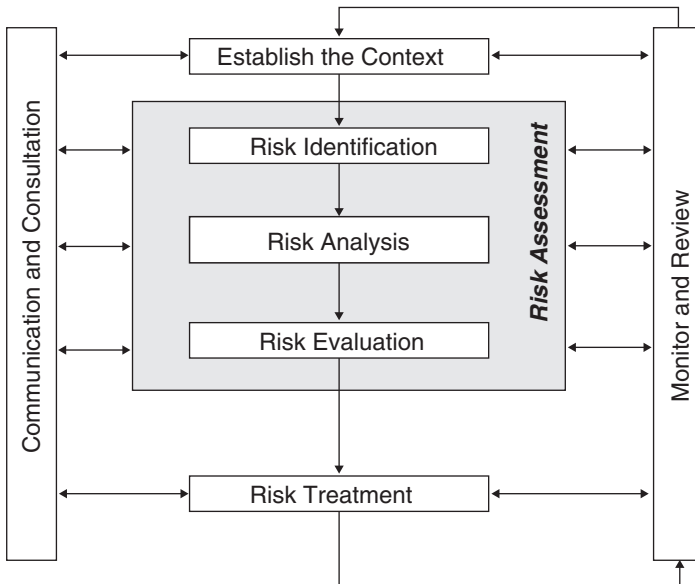 Establish the Context
Communication and Consultation
Risk Identification
Risk Analysis
Risk Evaluation
Risk Assessment
Monitor and Review
Risk Treatment